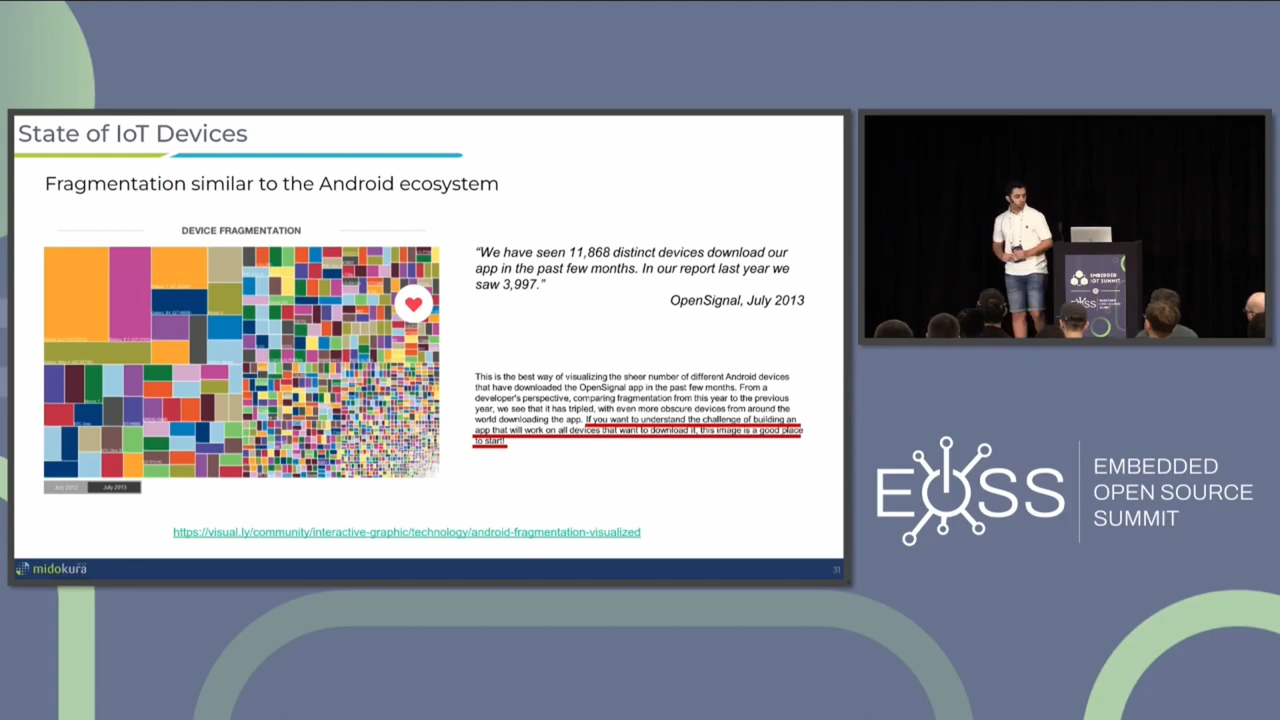 State of IoT Devices
Fragmentation similar to the Android ecosystem
DEVICE FRAGMENTATION
“We have seen 11,868 distinct devices download our
app in the past few months. In our report last year we
saw 3,997.”
OpenSignal, July 2013
This is the best way of visualizing the sheer number of different Android devices
that have downloaded the OpenSignal app in the past few months. From a
developer's perspective, comparing fragmentation from this year to the previous
year, we see that it has tripled, with even more obscure devices from around the
world downloading the app. If you want to understand the challenge of building an
app that will work on all devices that want to download it, this image is a good place
to start!
July 2012
July 2013
https://visual.ly/community/interactive-graphic/technology/android-fragmentation-visualized
midokura
31
EMBEDDED
IOT SUMMIT
EOSS
EOSS
EMBEDDED
OPEN SOURCE
SUMMIT